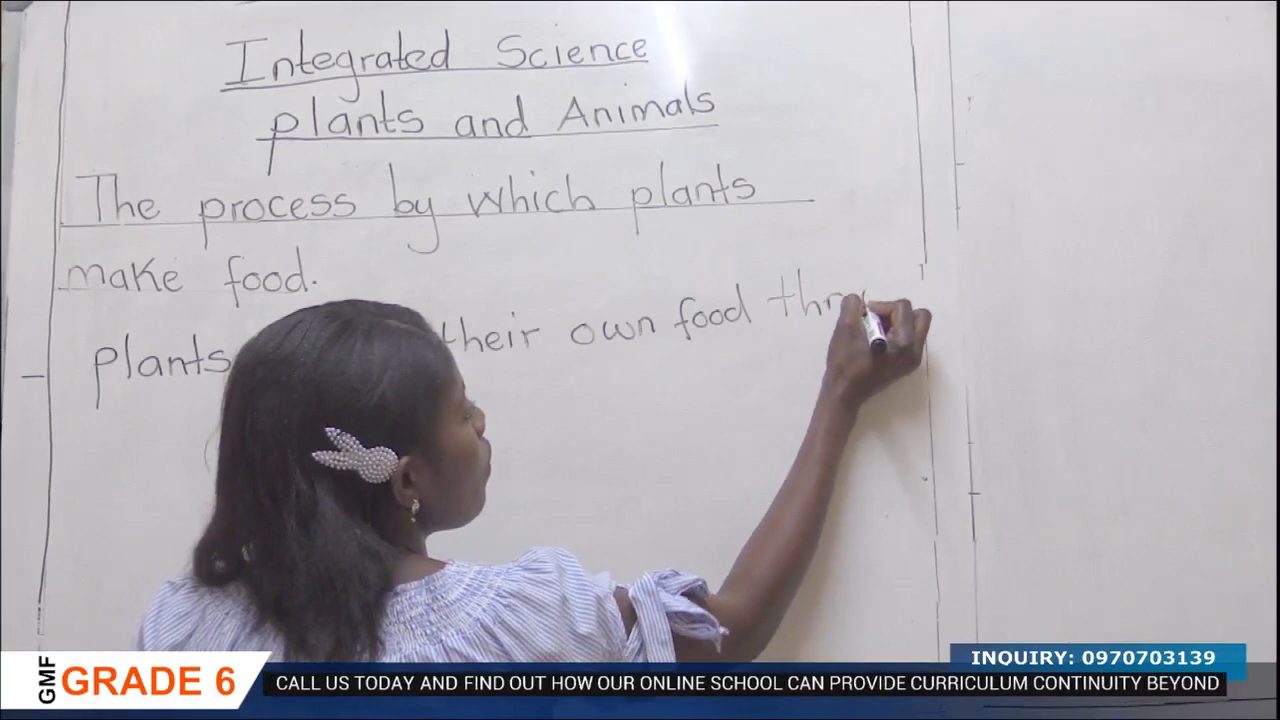 Integrated Science
plants and Animals
The process by which plants
make food.
plants their own food thro
INQUIRY: 0970703139
GMF GRADE 6
CALL US TODAY AND FIND OUT HOW OUR ONLINE SCHOOL CAN PROVIDE CURRICULUM CONTINUITY BEYOND